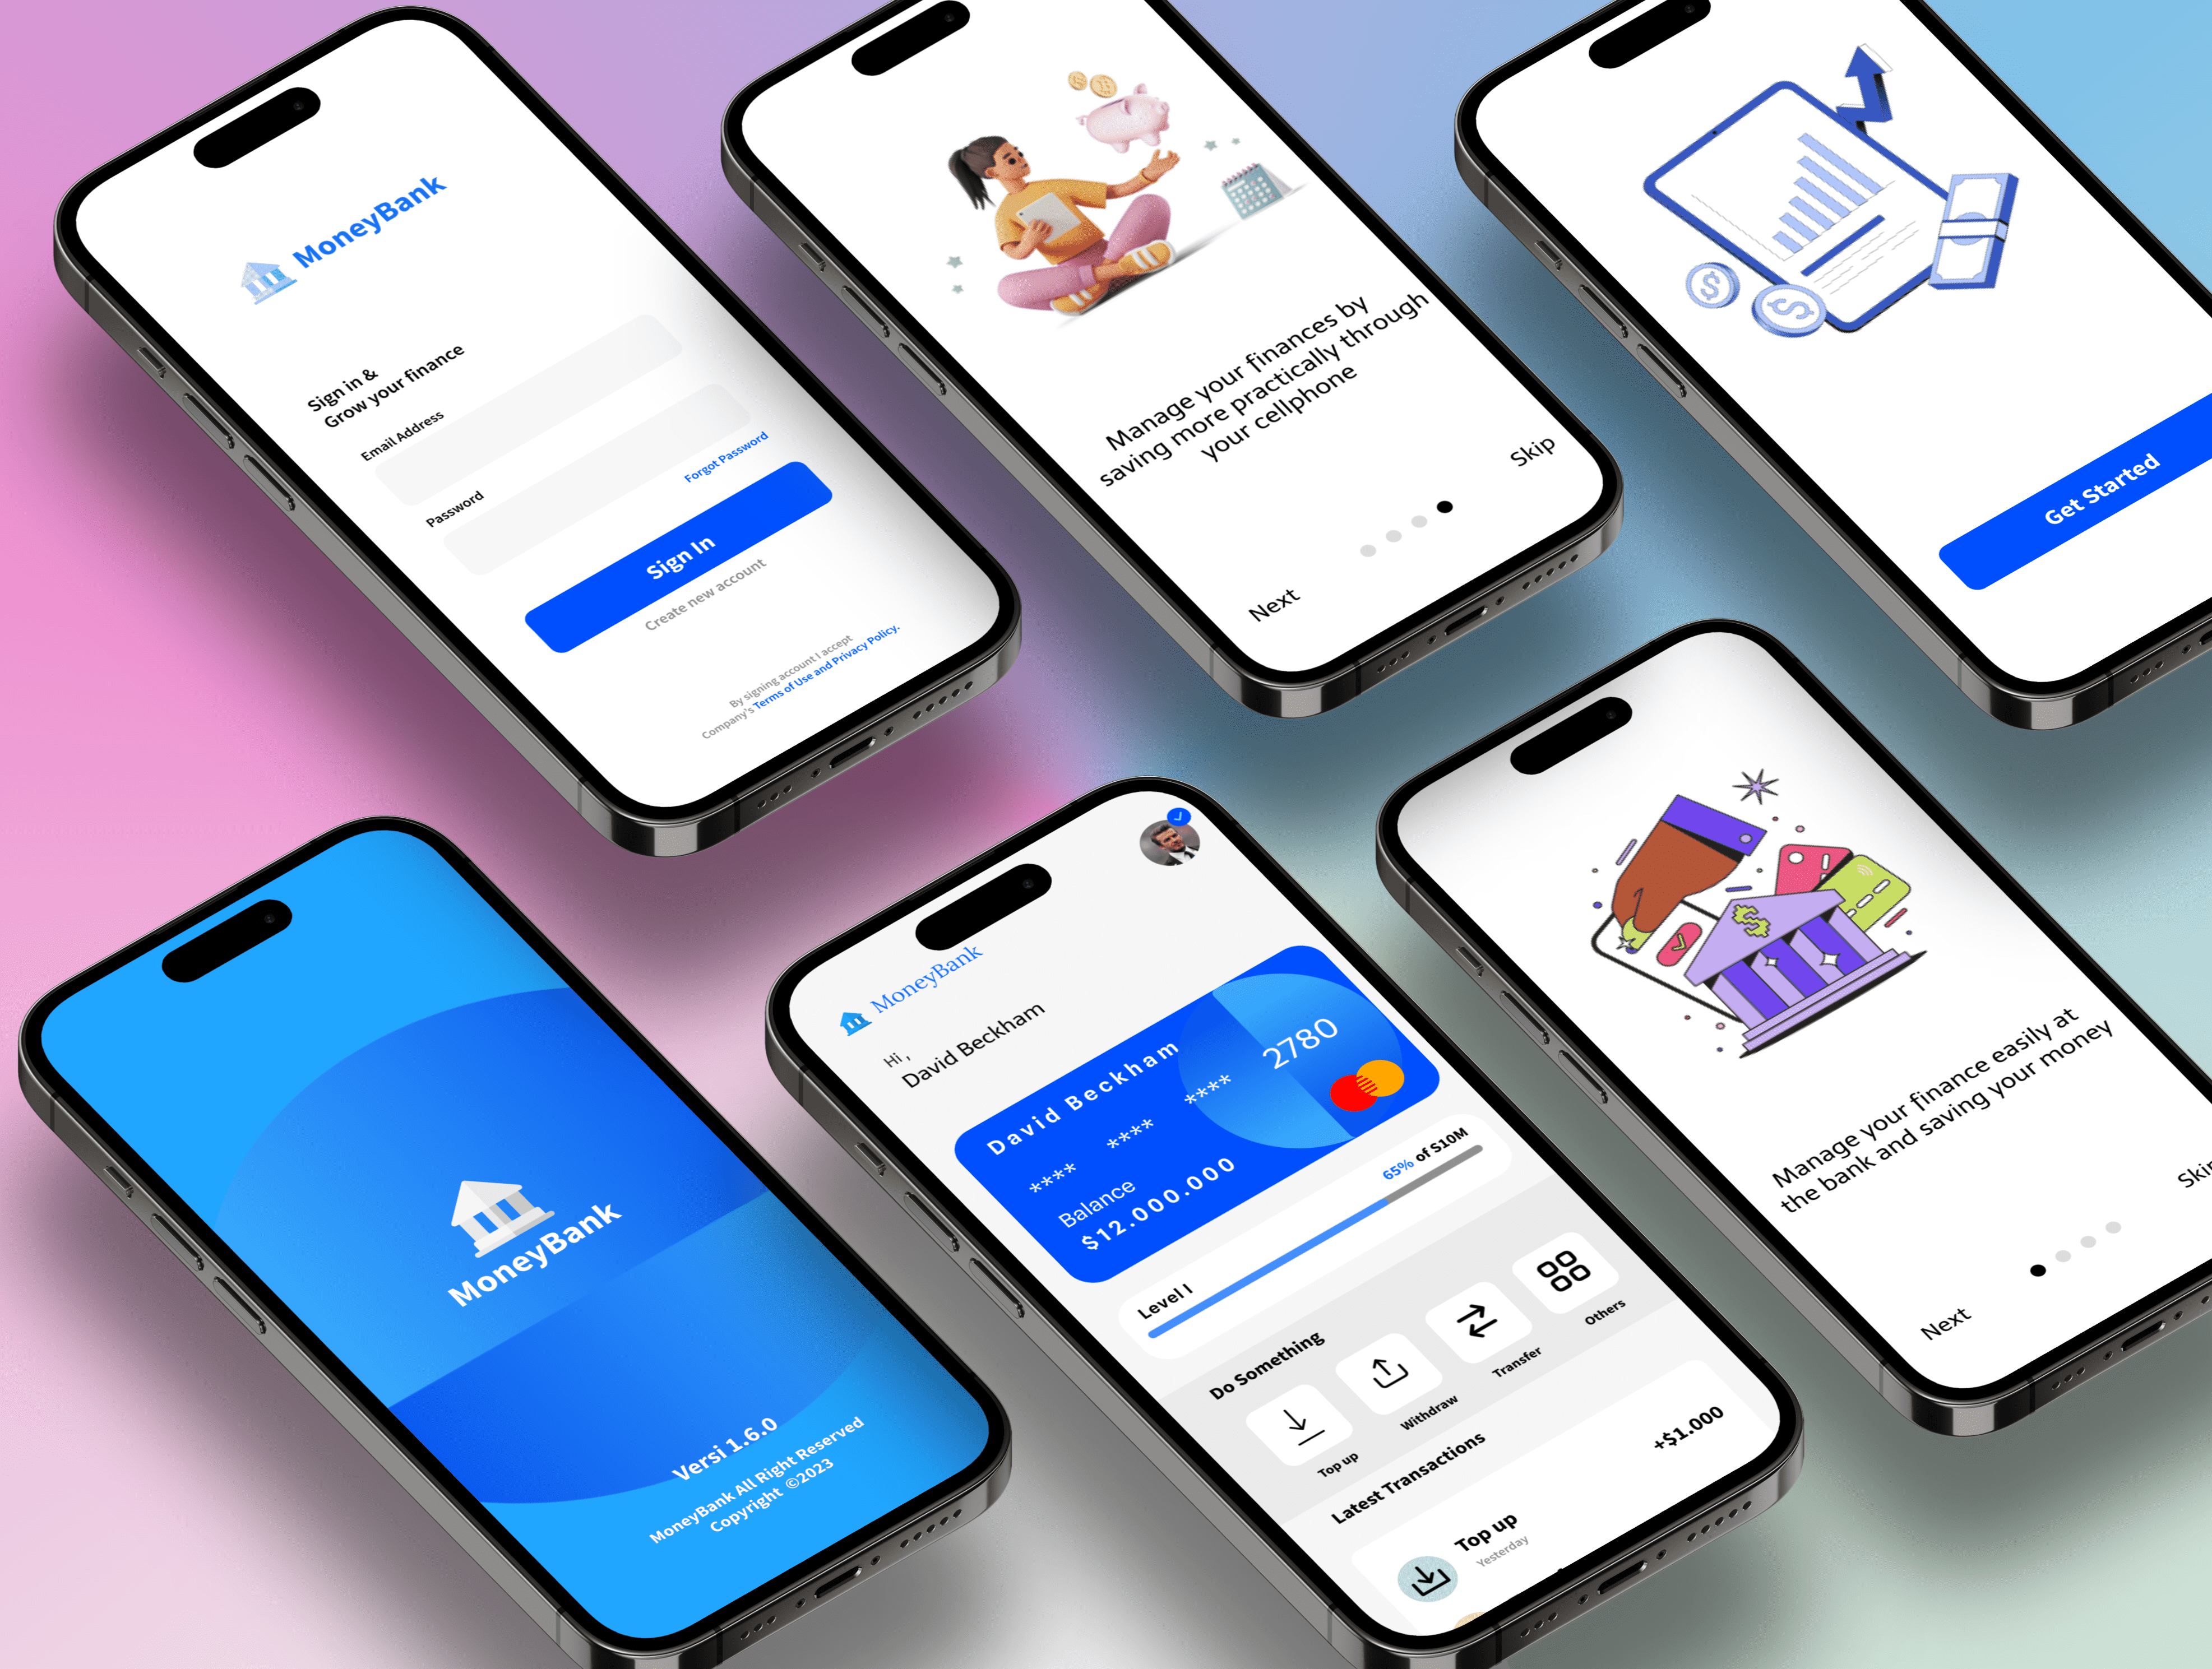 MoneyBank
Sign in &
Grow your finance
Email Address
Password
Forgot Password
Sign In
Create new account
By signing account I accept
Company's Terms of Use and Privacy Policy.
Manage your finances by
saving more practically through
your cellphone
Skip
Next
Get Started
MoneyBank
Versi 1.6.0
MoneyBank All Right Reserved
Copyright ©2023
MoneyBank
Hi,
David Beckham
David Beckham
**** **** **** 2780
Balance
$12.000.000
Level I
65% of S10M
Do Something
Top up
Withdraw
Transfer
Others
Latest Transactions
Top up
Yesterday
+$1.000
Manage your finance easily at
the bank and saving your money
Skip
Next